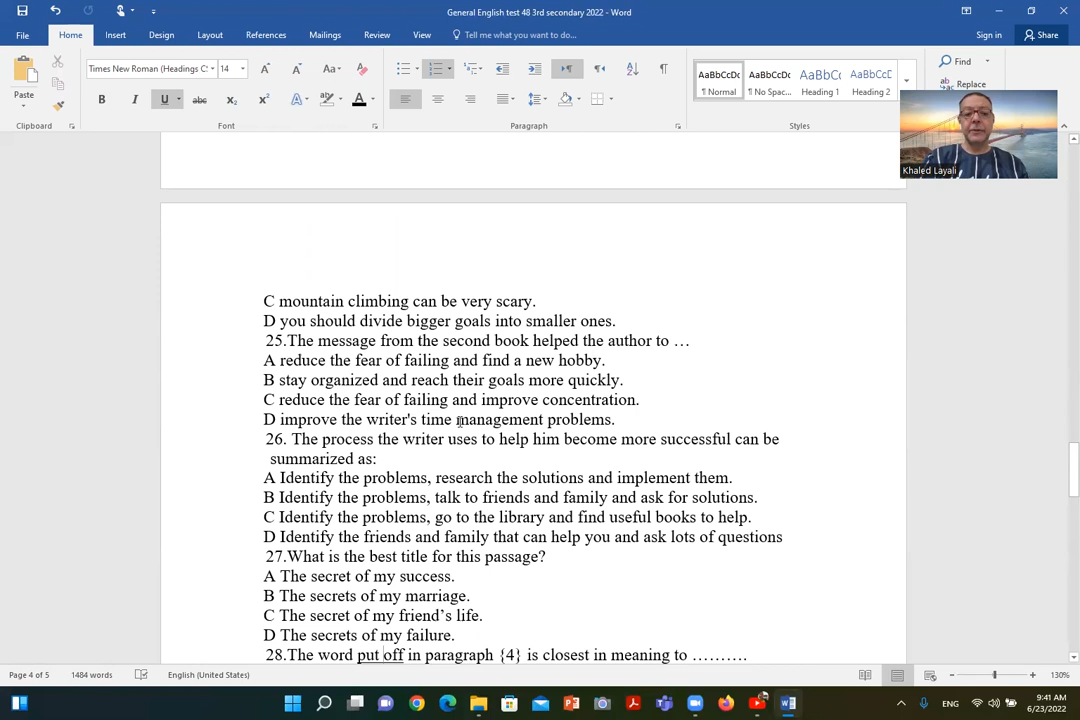 General English test 48 3rd secondary 2022 - Word
File Home Insert Design Layout References Mailings Review View Tell me what you want to do... Sign in Share
Times New Roman (Headings C: 14 Aa
AaBbCcDc AaBbCcDc AaBbCc AaBbCcD Find
Paste B I U abc x₂ x² A A ¶ Normal ¶ No Spac... Heading 1 Heading 2 Replace
Clipboard Font Paragraph Styles
Khaled Layali
C mountain climbing can be very scary.
D you should divide bigger goals into smaller ones.
25.The message from the second book helped the author to …
A reduce the fear of failing and find a new hobby.
B stay organized and reach their goals more quickly.
C reduce the fear of failing and improve concentration.
D improve the writer's time management problems.
26. The process the writer uses to help him become more successful can be
summarized as:
A Identify the problems, research the solutions and implement them.
B Identify the problems, talk to friends and family and ask for solutions.
C Identify the problems, go to the library and find useful books to help.
D Identify the friends and family that can help you and ask lots of questions
27.What is the best title for this passage?
A The secret of my success.
B The secrets of my marriage.
C The secret of my friend’s life.
D The secrets of my failure.
28.The word put off in paragraph {4} is closest in meaning to ……….
Page 4 of 5 1484 words English (United States) 130%
ENG 9:41 AM
6/23/2022